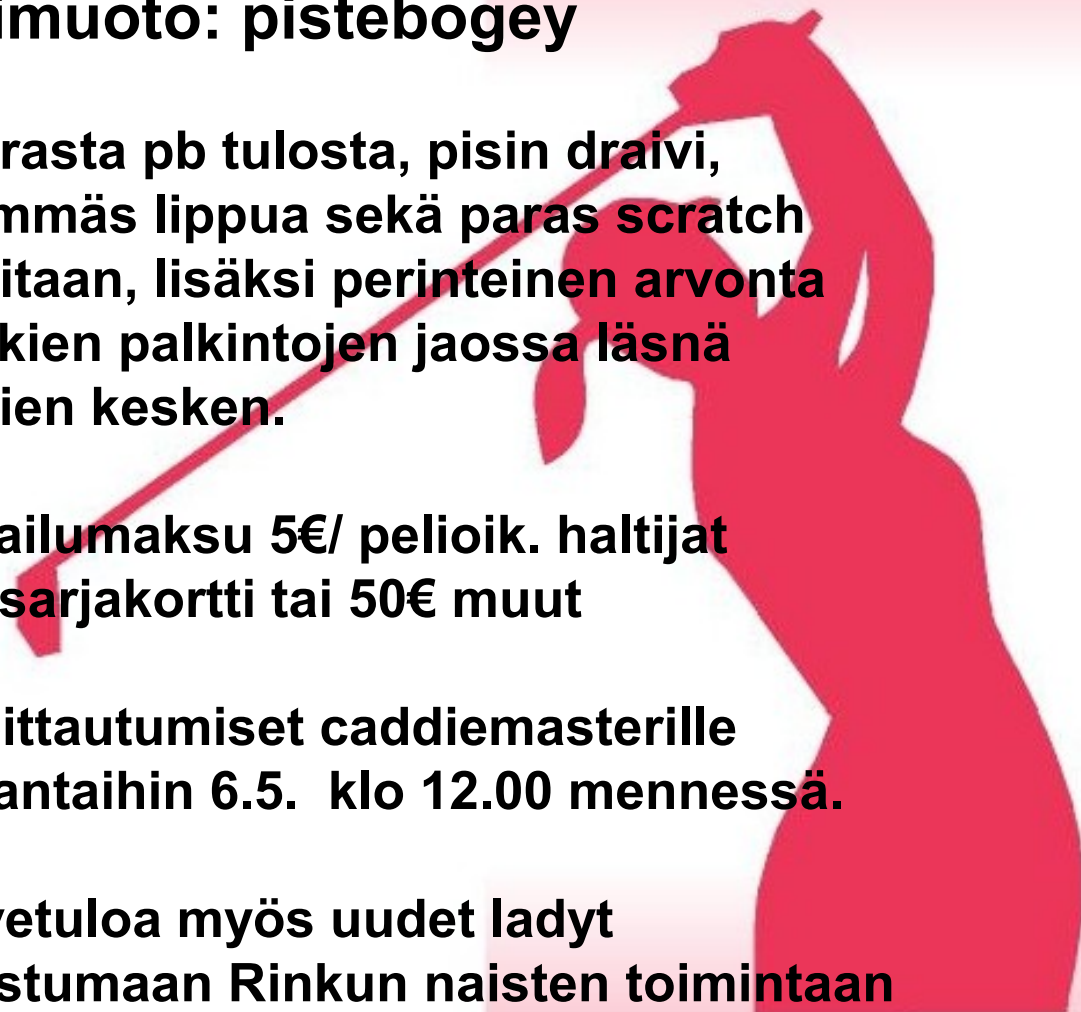 imuoto: pistebogey
rasta pb tulosta, pisin draivi,
mmäs lippua sekä paras scratch
itaan, lisäksi perinteinen arvonta
kien palkintojen jaossa läsnä
ien kesken.
ailumaksu 5€/ pelioik. haltijat
sarjakortti tai 50€ muut
ittautumiset caddiemasterille
antaihin 6.5.  klo 12.00 mennessä.
vetuloa myös uudet ladyt
stumaan Rinkun naisten toimintaan